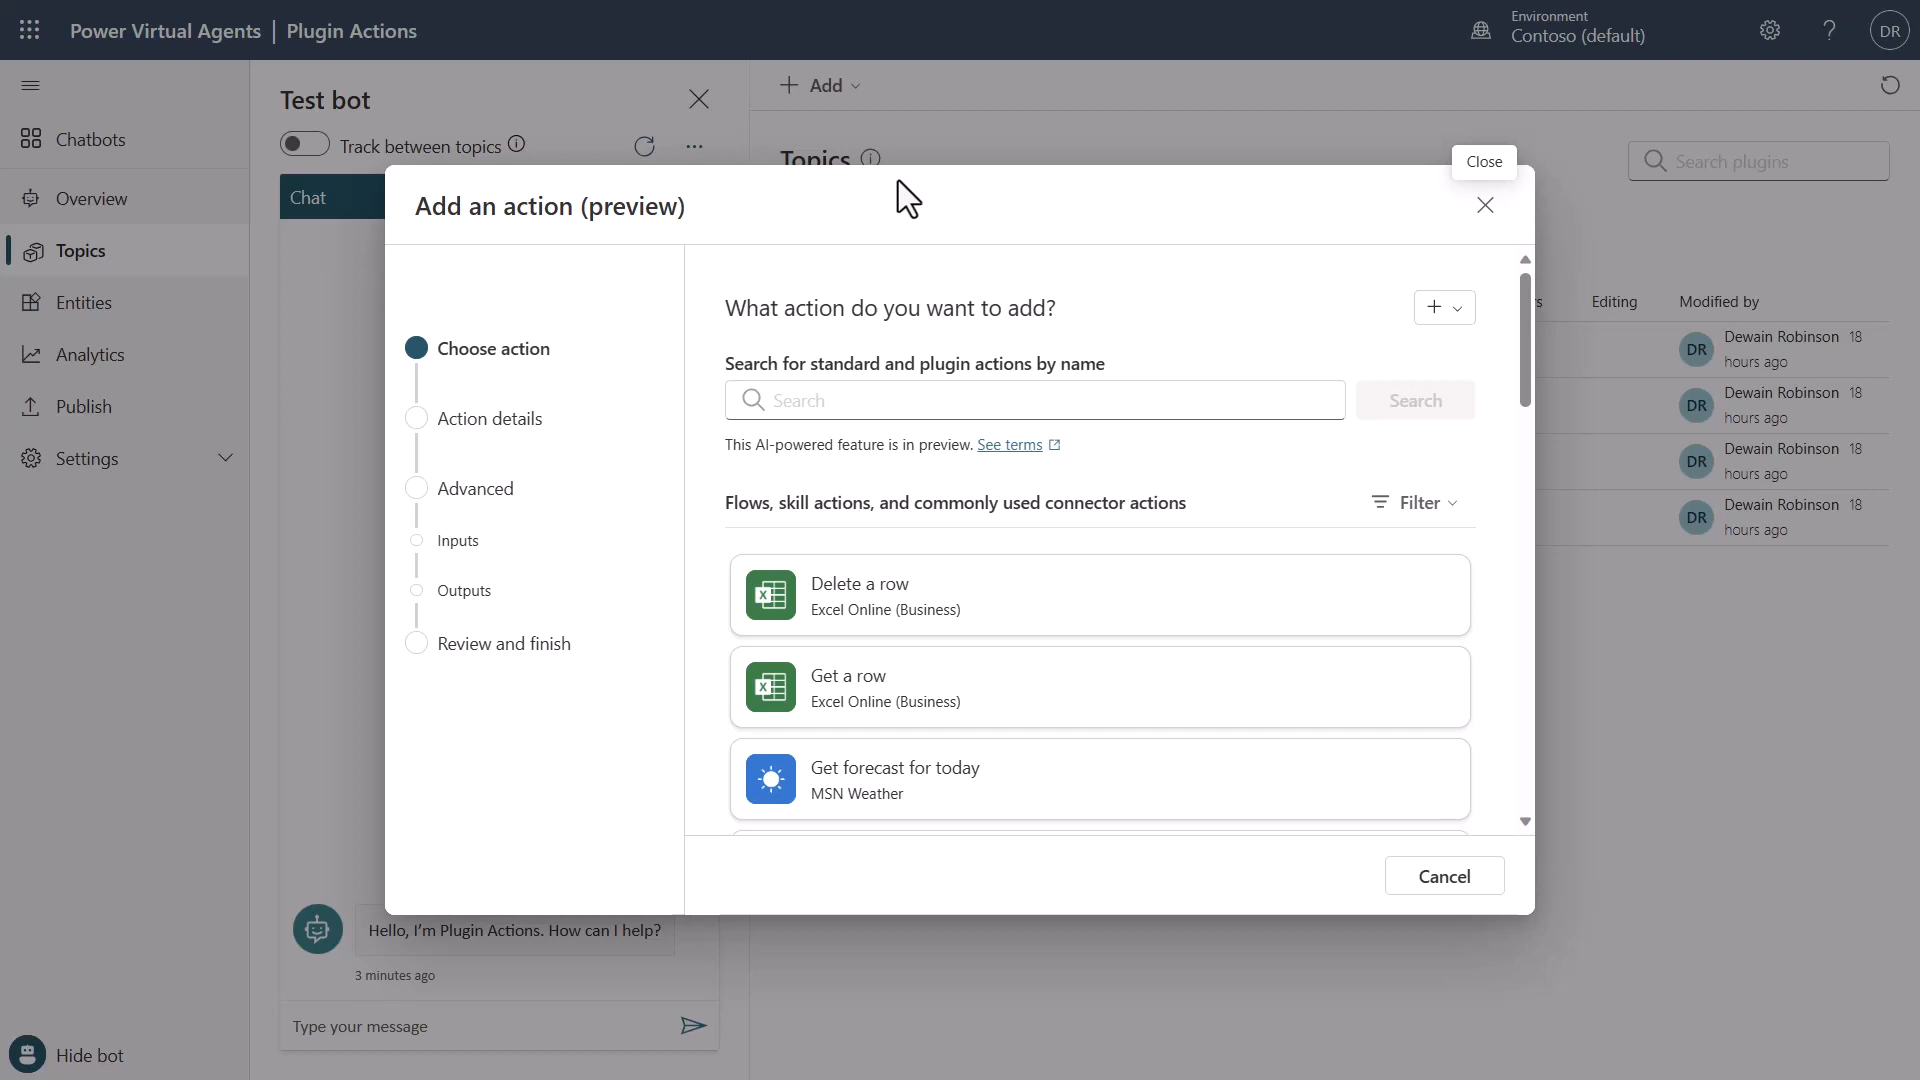 Power Virtual Agents | Plugin Actions
Environment
Contoso (default)
?
DR
Chatbots
Overview
Topics
Entities
Analytics
Publish
Settings
Hide bot
Test bot
Track between topics
Chat
Hello, I'm Plugin Actions. How can I help?
3 minutes ago
Type your message
Add
Topics
Search plugins
Close
Editing
Modified by
DR
Dewain Robinson 18
hours ago
DR
Dewain Robinson 18
hours ago
DR
Dewain Robinson 18
hours ago
DR
Dewain Robinson 18
hours ago
Add an action (preview)
Choose action
Action details
Advanced
Inputs
Outputs
Review and finish
What action do you want to add?
Search for standard and plugin actions by name
Search
Search
This AI-powered feature is in preview. See terms
Flows, skill actions, and commonly used connector actions
Filter
Delete a row
Excel Online (Business)
Get a row
Excel Online (Business)
Get forecast for today
MSN Weather
Cancel